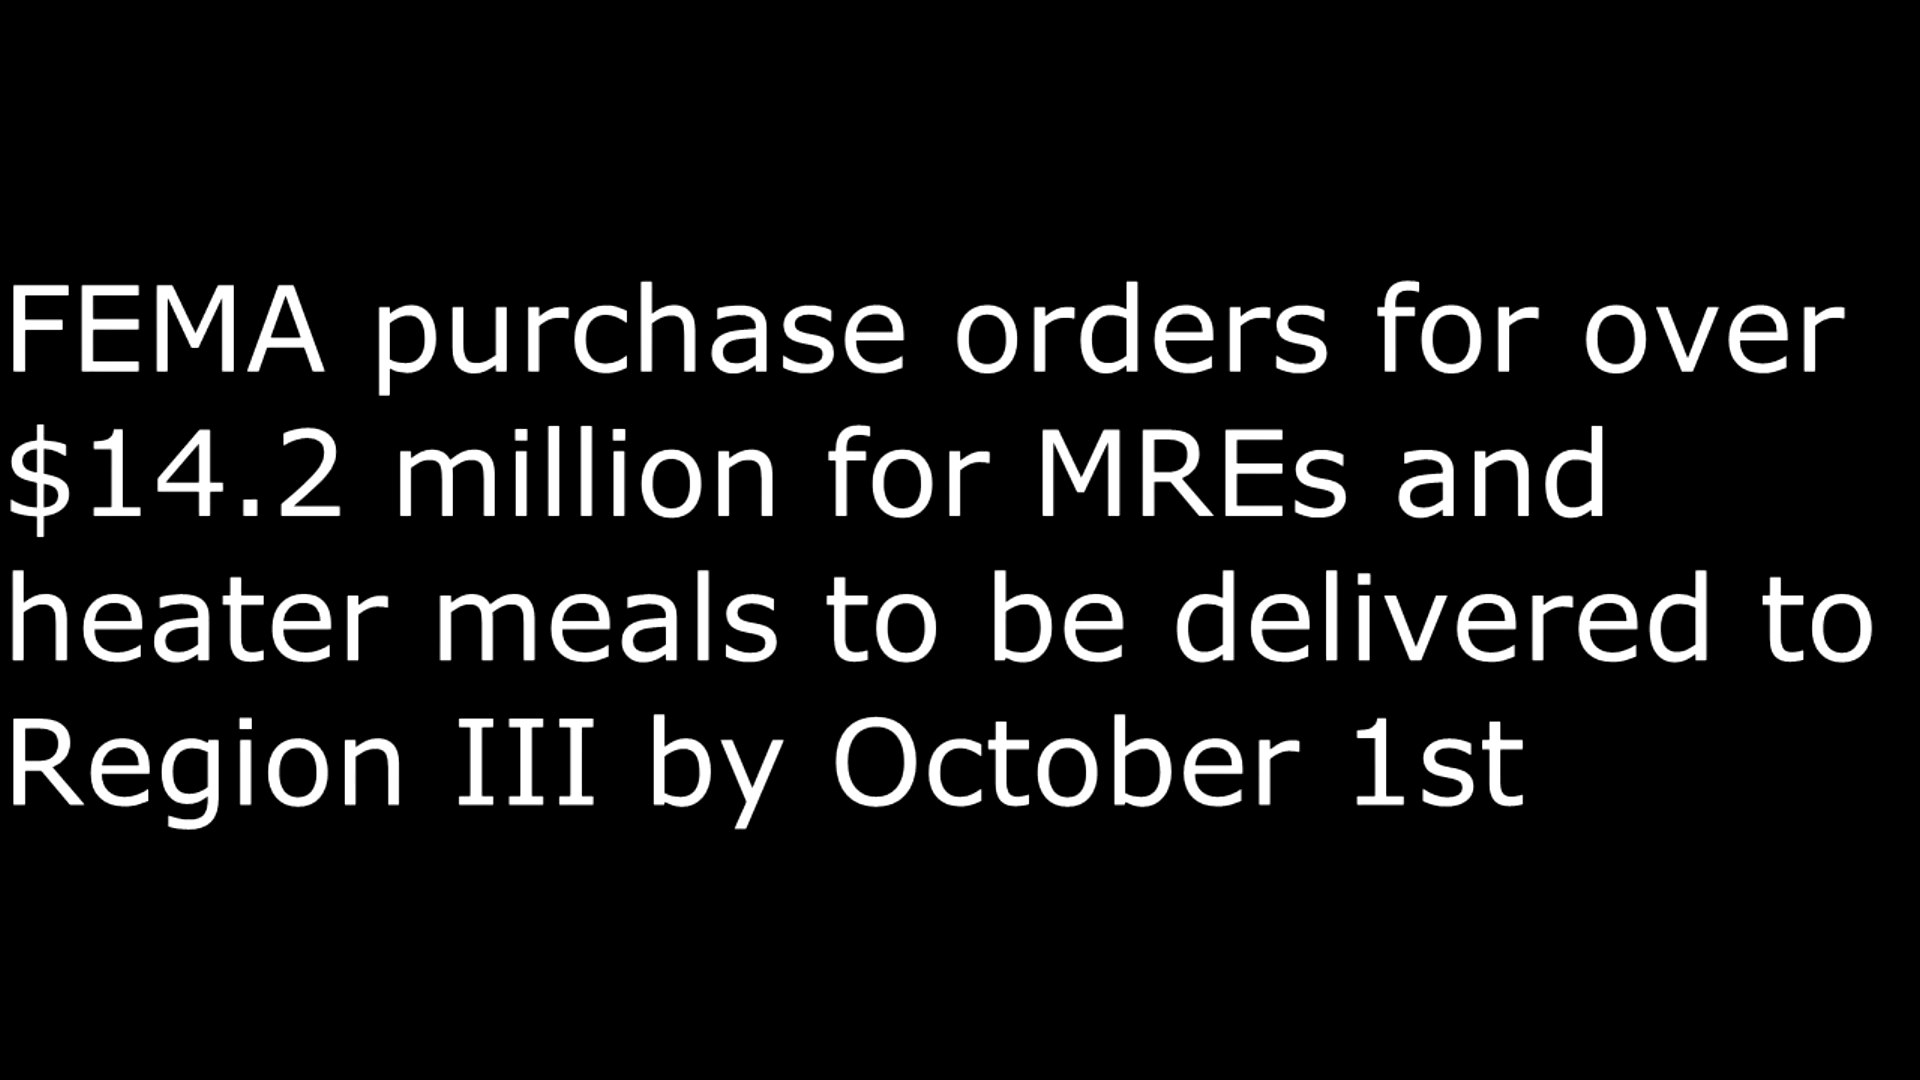 FEMA purchase orders for over
$14.2 million for MREs and
heater meals to be delivered to
Region III by October 1st